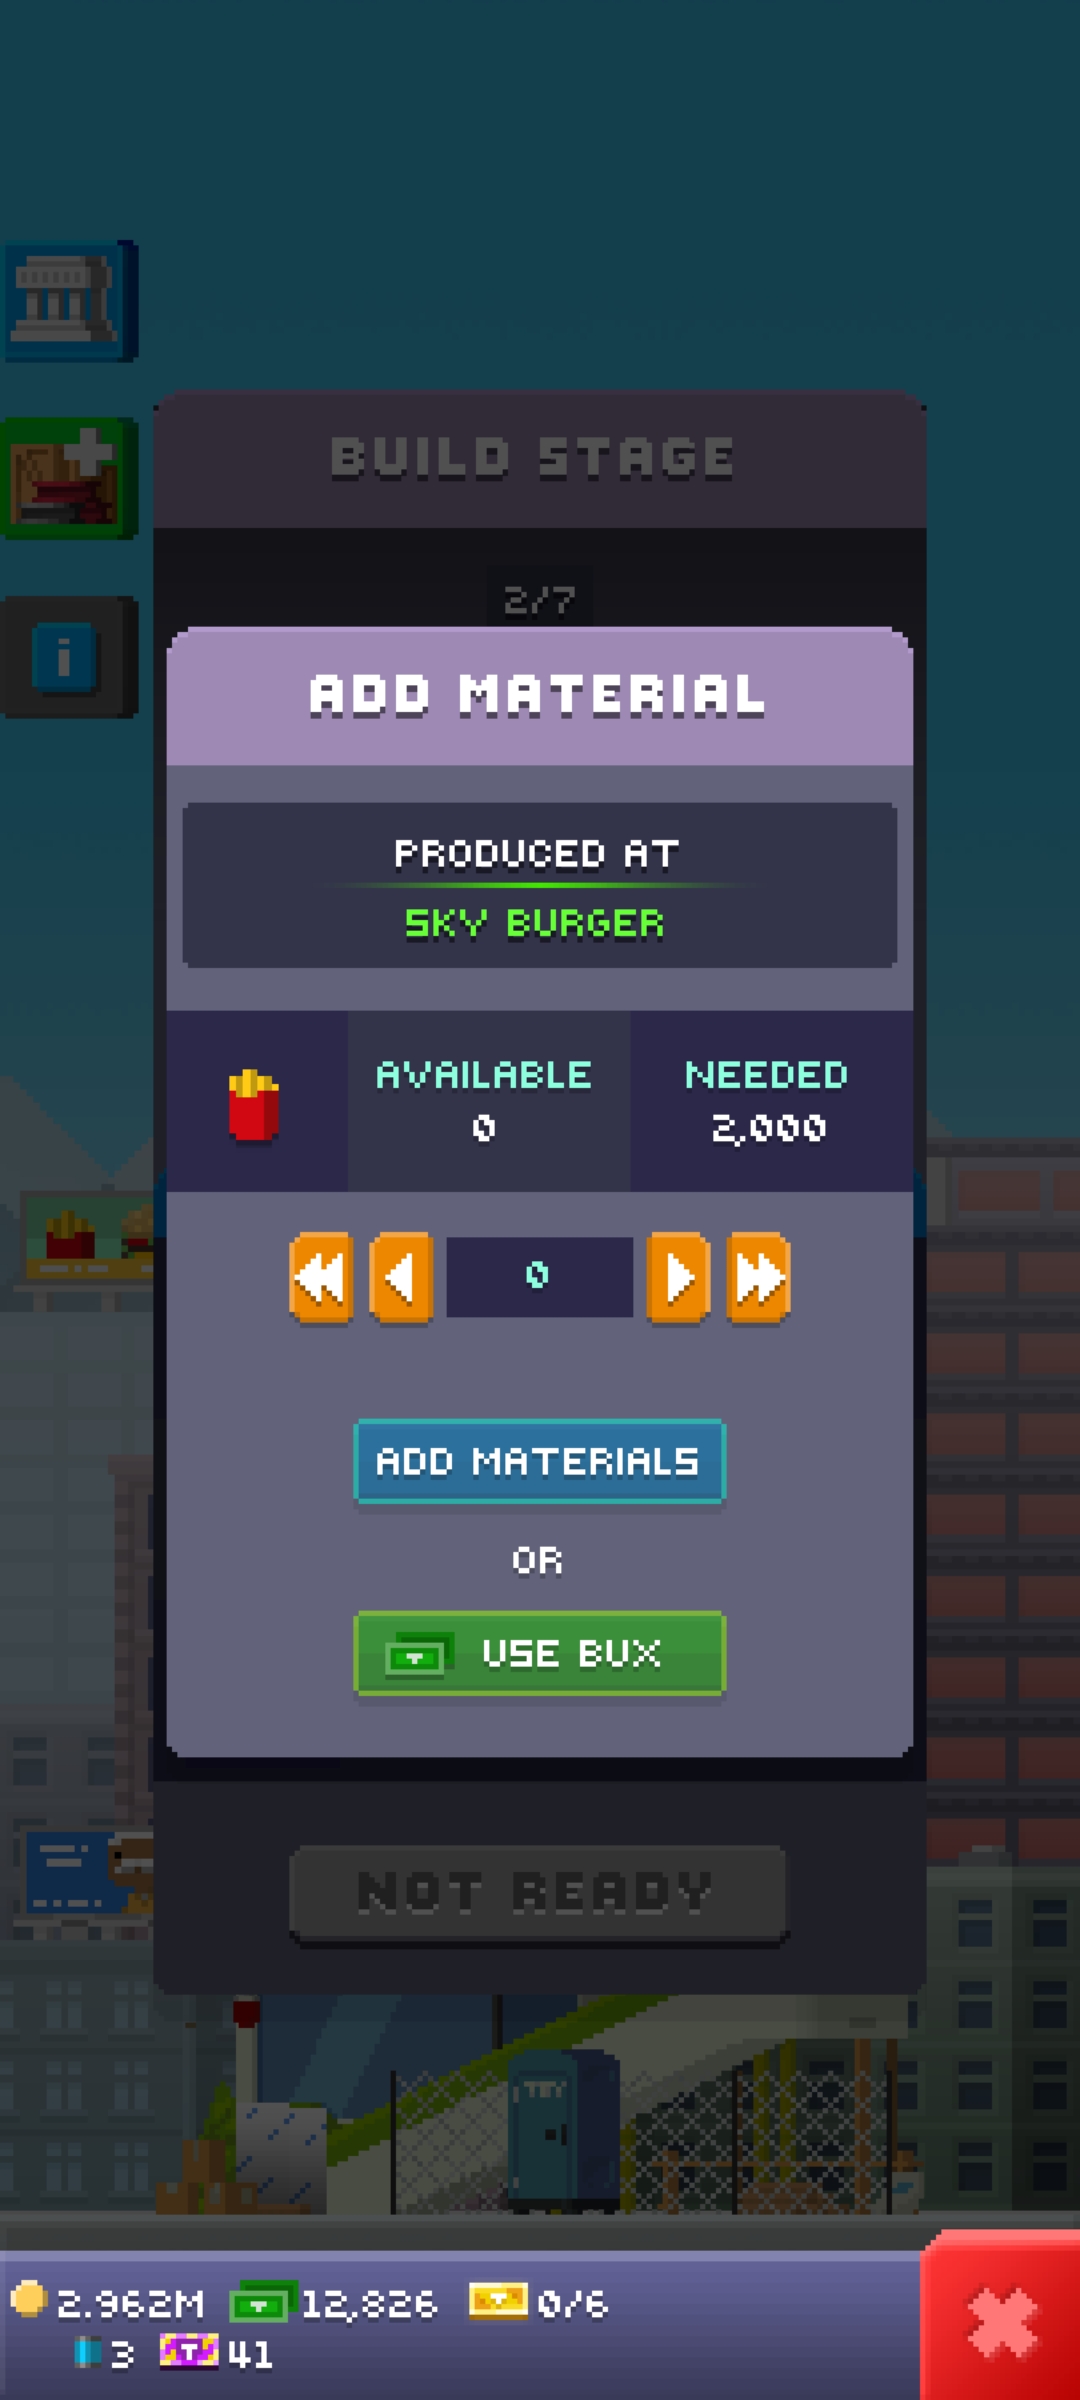 BUILD STAGE
2/7
ADD MATERIAL
PRODUCED AT
SKY BURGER
AVAILABLE
0
NEEDED
2,000
0
ADD MATERIALS
OR
USE BUX
NOT READY
2.962M 12,826 0/6
3 41